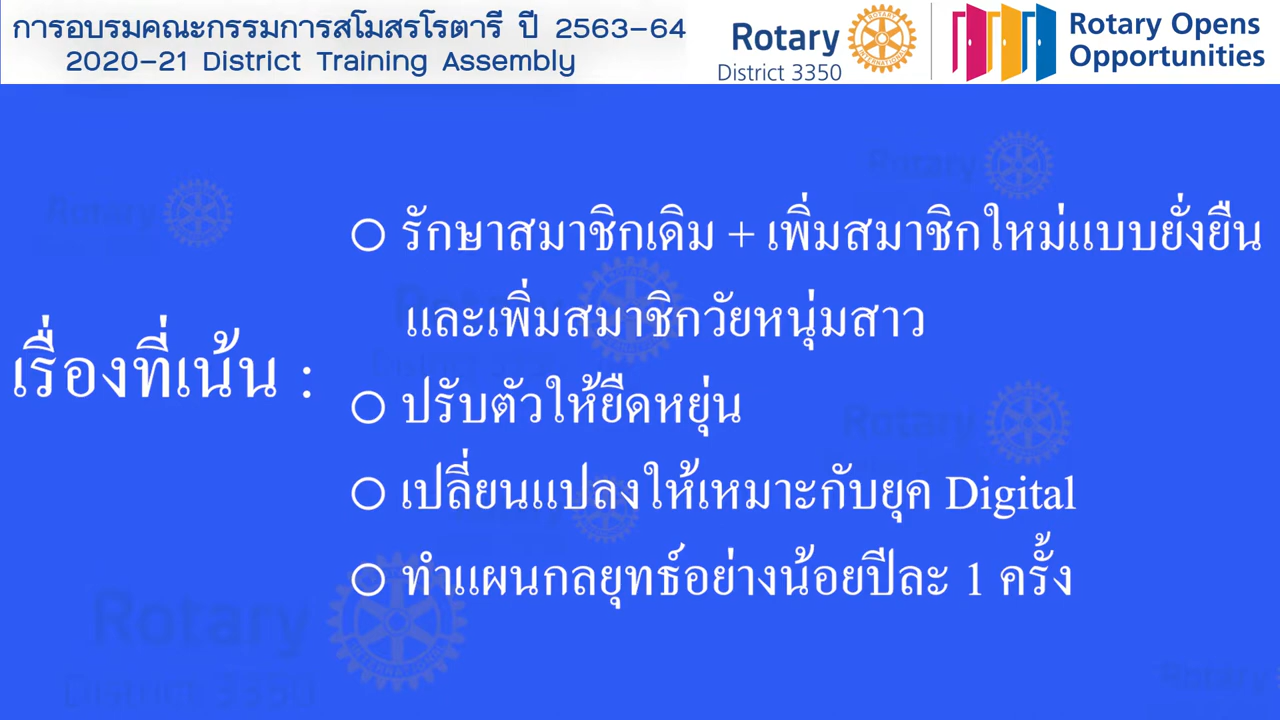 การอบรมคณะกรรมการสโมสรโรตารี ปี 2563-64
2020-21 District Training Assembly
Rotary
District 3350
Rotary Opens
Opportunities
เรื่องที่เน้น :
○ รักษาสมาชิกเดิม + เพิ่มสมาชิกใหม่แบบยั่งยืน
และเพิ่มสมาชิกวัยหนุ่มสาว
○ ปรับตัวให้ยืดหยุ่น
○ เปลี่ยนแปลงให้เหมาะกับยุค Digital
○ ทำแผนกลยุทธ์อย่างน้อยปีละ 1 ครั้ง
Rotary
District 3350